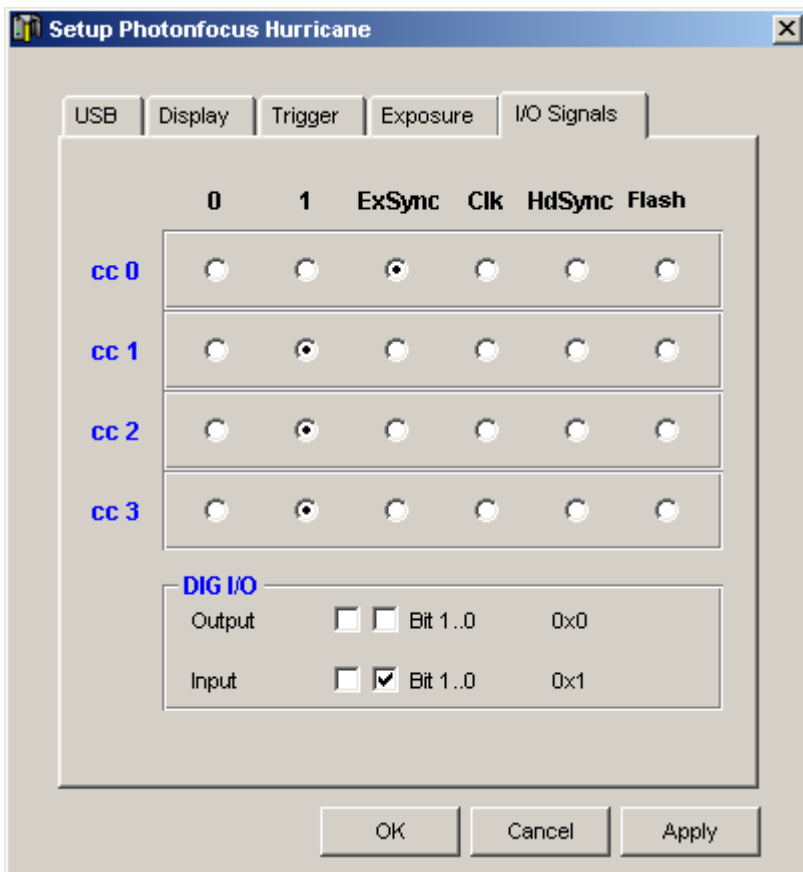 Setup Photonfocus Hurricane
USB Display Trigger Exposure I/O Signals
0 1 ExSync Clk HdSync Flash
cc 0
cc 1
cc 2
cc 3
DIG I/O
Output Bit 1..0 0x0
Input Bit 1..0 0x1
OK Cancel Apply